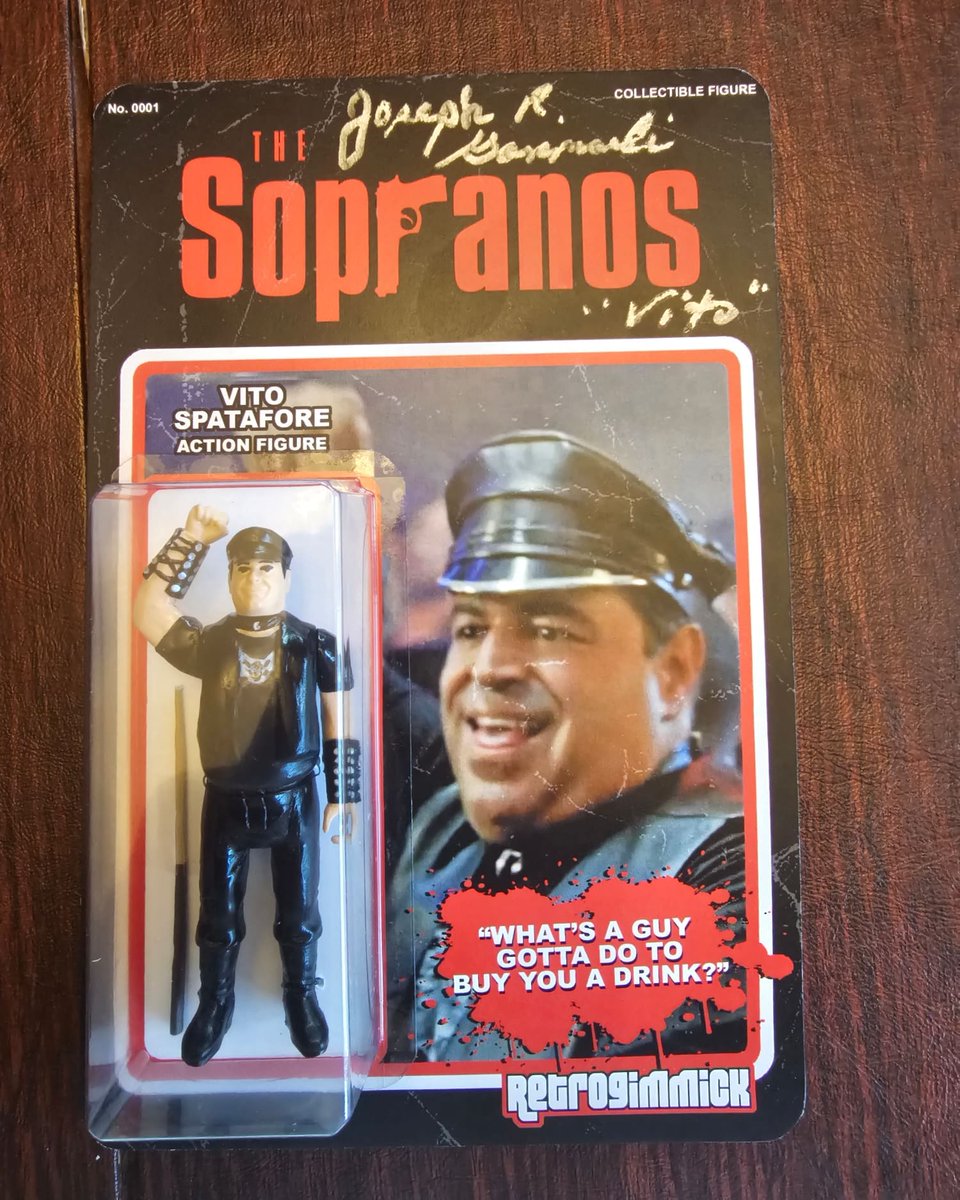 No. 0001
COLLECTIBLE FIGURE
Joseph R.
Gannascoli
THE
Sopranos
"Vito"
VITO
SPATAFORE
ACTION FIGURE
"WHAT'S A GUY
GOTTA DO TO
BUY YOU A DRINK?"
RETROGIMMICK